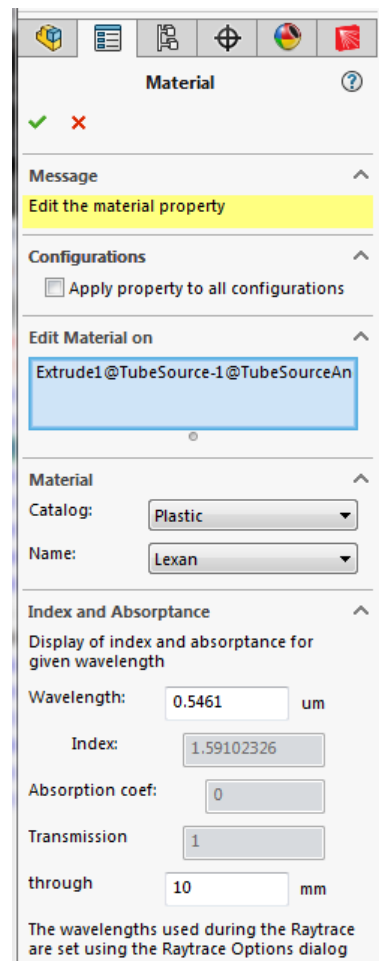 Material
?
Message
Edit the material property
Configurations
Apply property to all configurations
Edit Material on
Extrude1@TubeSource-1@TubeSourceAn
Material
Catalog: Plastic
Name: Lexan
Index and Absorptance
Display of index and absorptance for
given wavelength
Wavelength: 0.5461 um
Index: 1.59102326
Absorption coef: 0
Transmission 1
through 10 mm
The wavelengths used during the Raytrace
are set using the Raytrace Options dialog